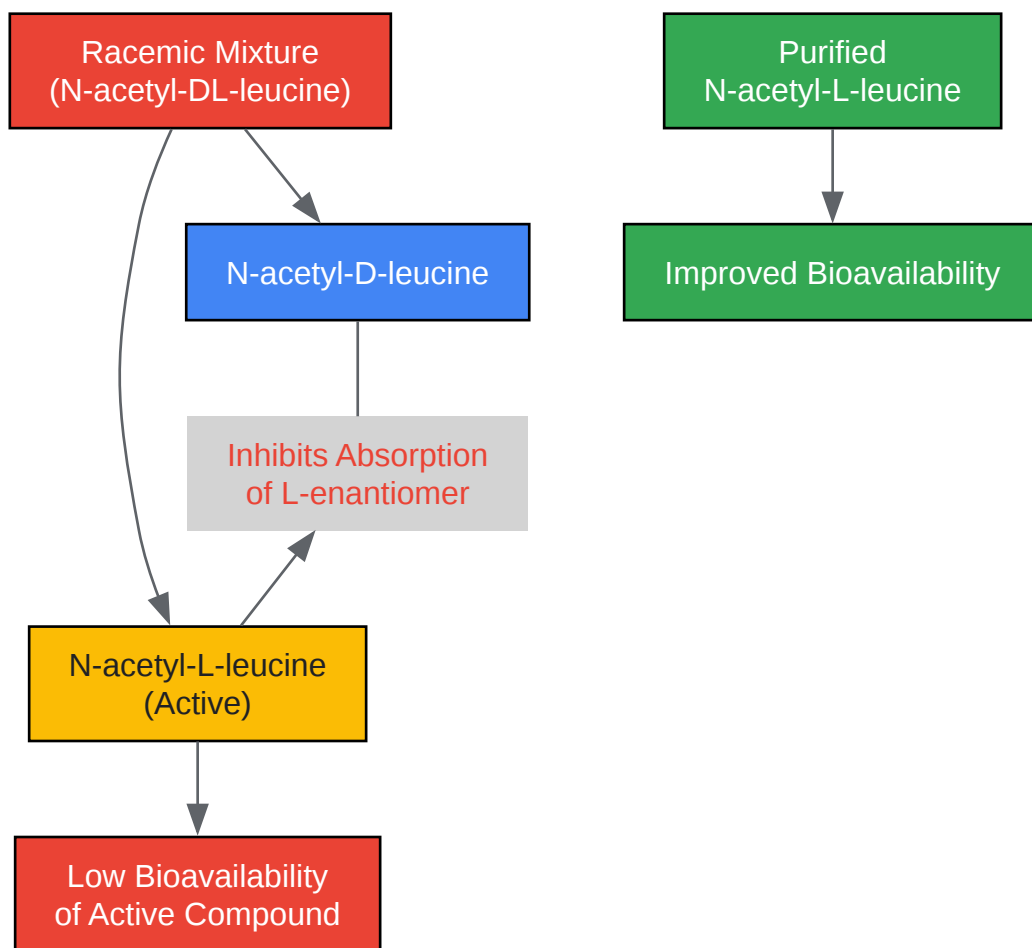 Racemic Mixture
(N-acetyl-DL-leucine)
Purified
N-acetyl-L-leucine
N-acetyl-D-leucine
Improved Bioavailability
Inhibits Absorption
of L-enantiomer
N-acetyl-L-leucine
(Active)
Low Bioavailability
of Active Compound